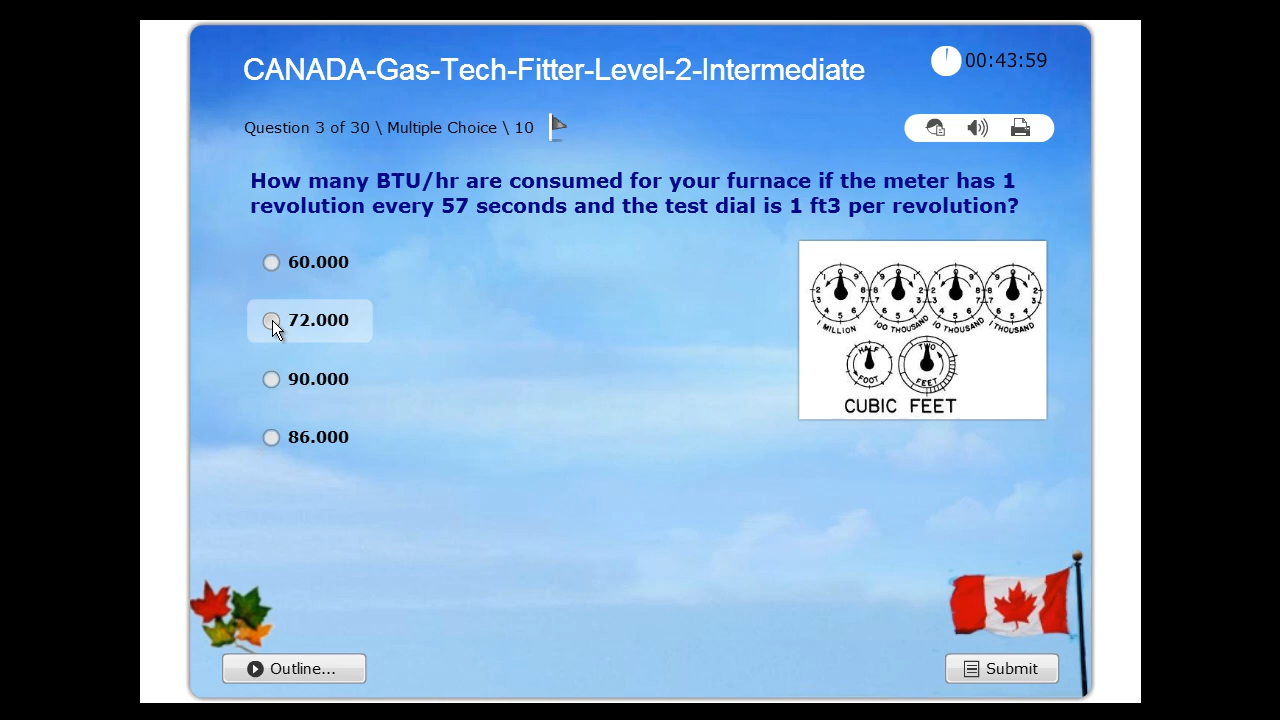 CANADA-Gas-Tech-Fitter-Level-2-Intermediate
00:43:59
Question 3 of 30 \ Multiple Choice \ 10
How many BTU/hr are consumed for your furnace if the meter has 1
revolution every 57 seconds and the test dial is 1 ft3 per revolution?
60.000
72.000
90.000
86.000
1 MILLION
100 THOUSAND
10 THOUSAND
1 THOUSAND
HALF
FOOT
TWO
FEET
CUBIC FEET
Outline...
Submit